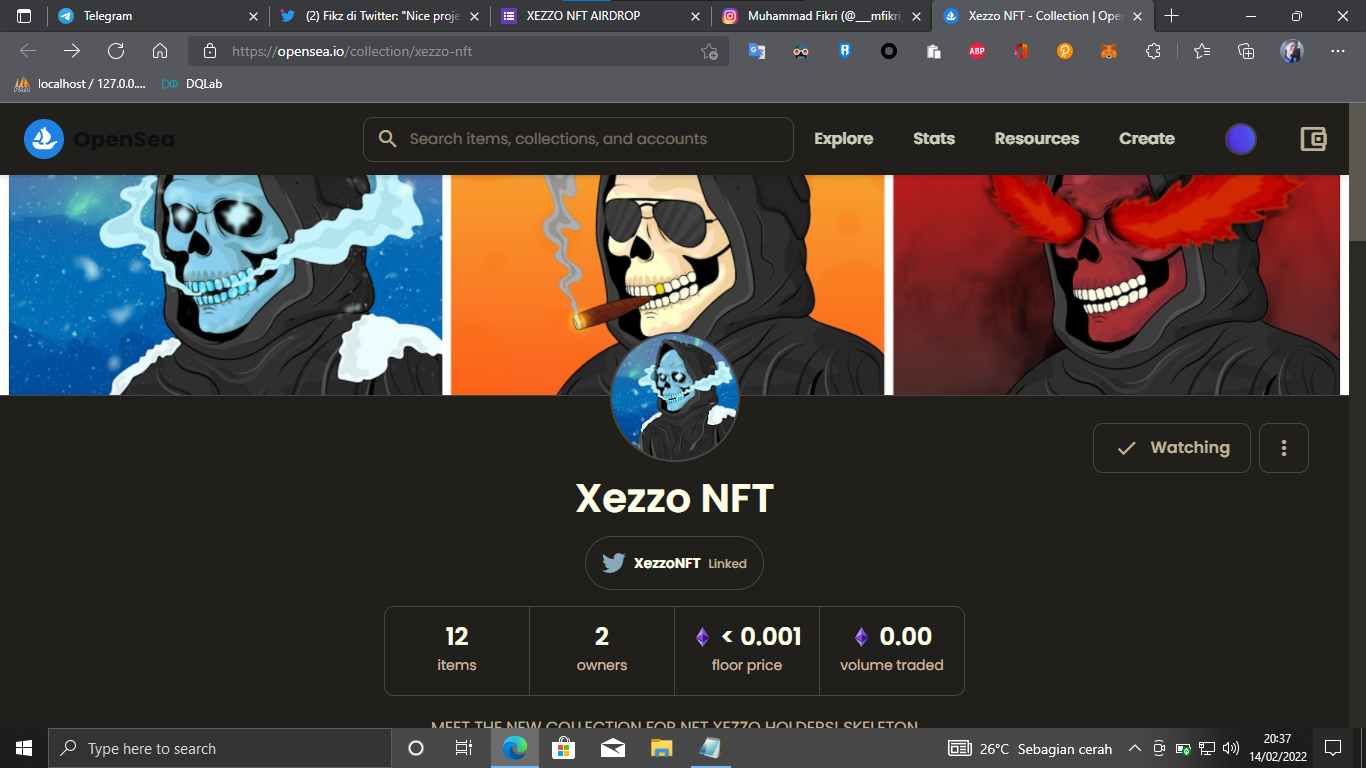 Telegram
(2) Fikz di Twitter: "Nice proje
XEZZO NFT AIRDROP
Muhammad Fikri (@___mfikri_
Xezzo NFT - Collection | Ope
https://opensea.io/collection/xezzo-nft
ABP
localhost / 127.0.0....
DQLab
OpenSea
Search items, collections, and accounts
Explore
Stats
Resources
Create
Watching
Xezzo NFT
XezzoNFT Linked
12
items
2
owners
< 0.001
floor price
0.00
volume traded
MEET THE NEW COLLECTION FOR NFT XEZZO HOLDERS! SKELETON
Type here to search
26°C Sebagian cerah
20:37
14/02/2022